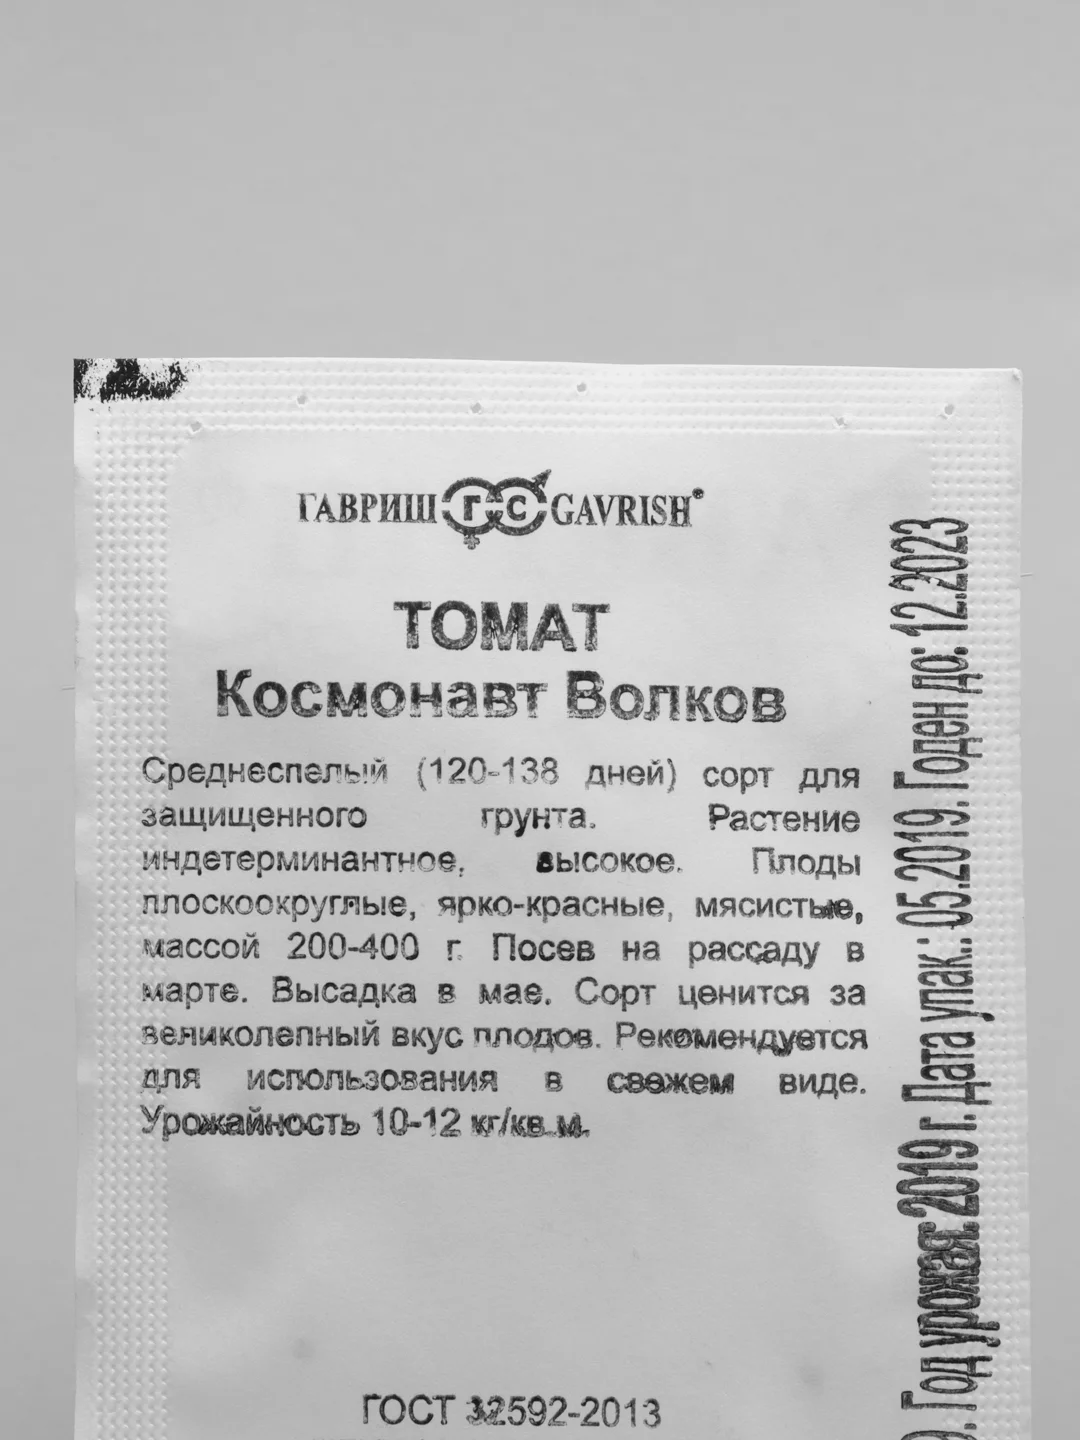 ГАВРИШ ГС GAVRISH®
ТОМАТ
Космонавт Волков
Среднеспелый (120-138 дней) сорт для
защищенного грунта. Растение
индетерминантное, высокое. Плоды
плоскоокруглые, ярко-красные, мясистые,
массой 200-400 г. Посев на рассаду в
марте. Высадка в мае. Сорт ценится за
великолепный вкус плодов. Рекомендуется
для использования в свежем виде.
Урожайность 10-12 кг/кв.м.
ГОСТ 32592-2013
Год урожая: 2019 г. Дата упак.: 05.2019. Годен до: 12.2023